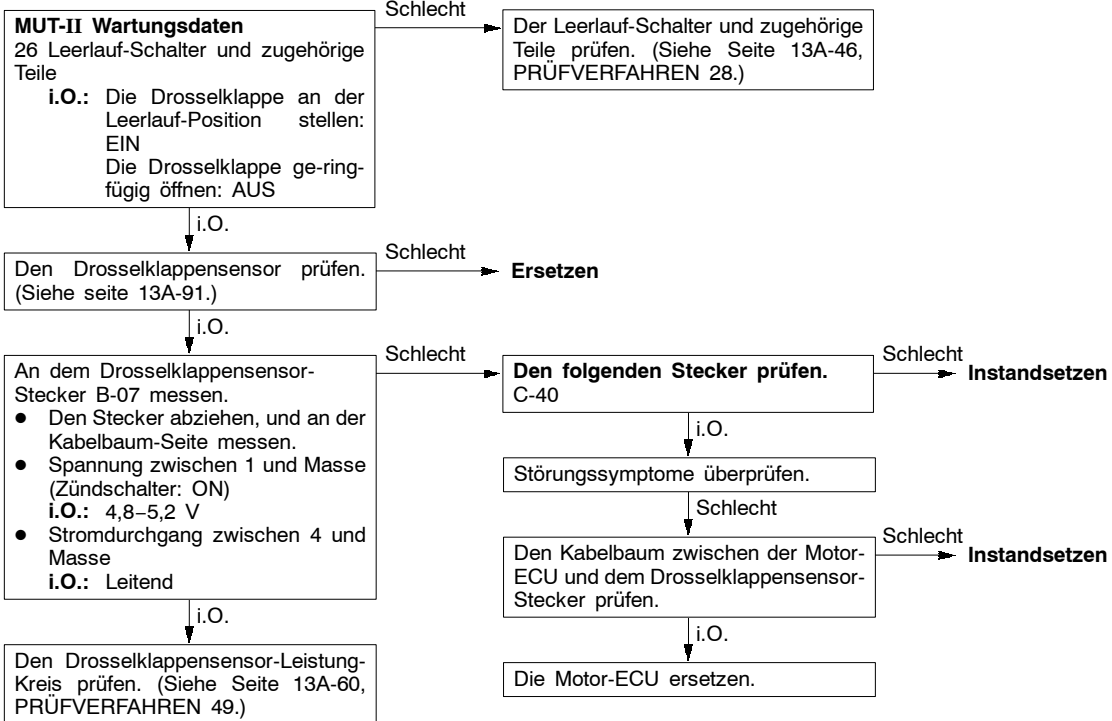 MUT-II Wartungsdaten
26 Leerlauf-Schalter und zugehörige
Teile
i.O.: Die Drosselklappe an der
Leerlauf-Position stellen:
EIN
Die Drosselklappe ge-ring-
fügig öffnen: AUS
Schlecht
Der Leerlauf-Schalter und zugehörige
Teile prüfen. (Siehe Seite 13A-46,
PRÜFVERFAHREN 28.)
i.O.
Den Drosselklappensensor prüfen.
(Siehe seite 13A-91.)
Schlecht
Ersetzen
i.O.
An dem Drosselklappensensor-
Stecker B-07 messen.
● Den Stecker abziehen, und an der
Kabelbaum-Seite messen.
● Spannung zwischen 1 und Masse
(Zündschalter: ON)
i.O.: 4,8–5,2 V
● Stromdurchgang zwischen 4 und
Masse
i.O.: Leitend
Schlecht
Den folgenden Stecker prüfen.
C-40
Schlecht
Instandsetzen
i.O.
Störungssymptome überprüfen.
Schlecht
Den Kabelbaum zwischen der Motor-
ECU und dem Drosselklappensensor-
Stecker prüfen.
Schlecht
Instandsetzen
i.O.
Die Motor-ECU ersetzen.
i.O.
Den Drosselklappensensor-Leistung-
Kreis prüfen. (Siehe Seite 13A-60,
PRÜFVERFAHREN 49.)